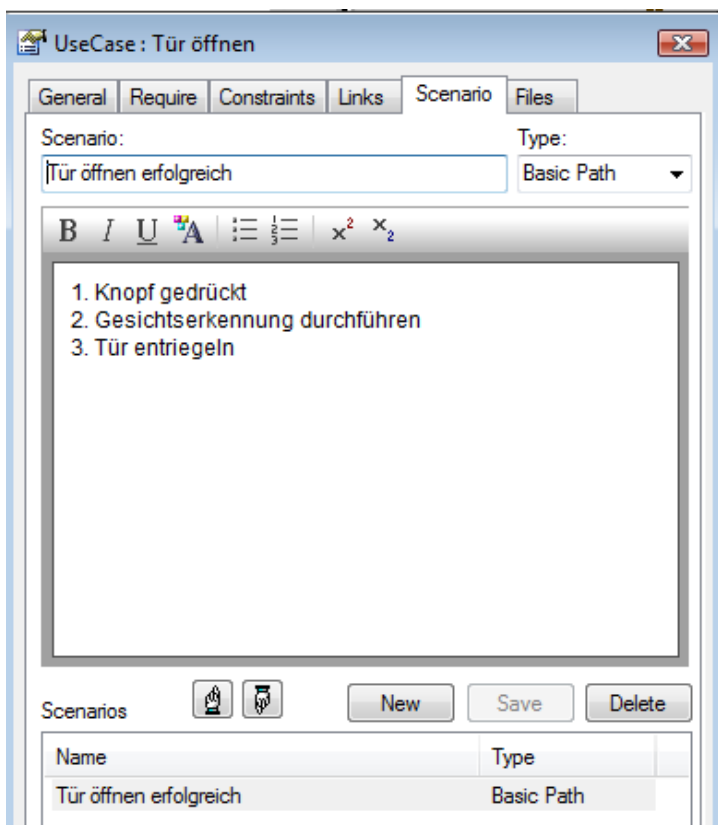 UseCase : Tür öffnen
General Require Constraints Links Scenario Files
Scenario: Type:
Tür öffnen erfolgreich Basic Path
B I U A x² x₂
1. Knopf gedrückt
2. Gesichtserkennung durchführen
3. Tür entriegeln
Scenarios New Save Delete
Name Type
Tür öffnen erfolgreich Basic Path